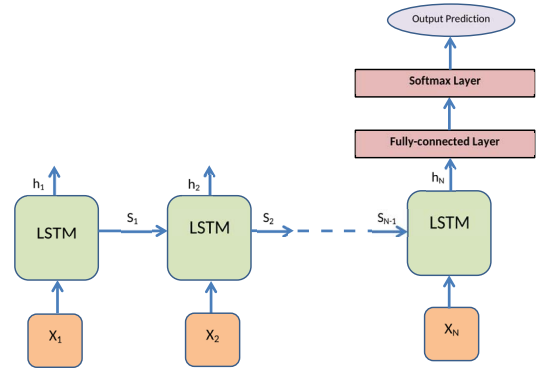 Output Prediction
Softmax Layer
Fully-connected Layer
h1
h2
hN
S1
S2
SN-1
LSTM
LSTM
LSTM
X1
X2
XN